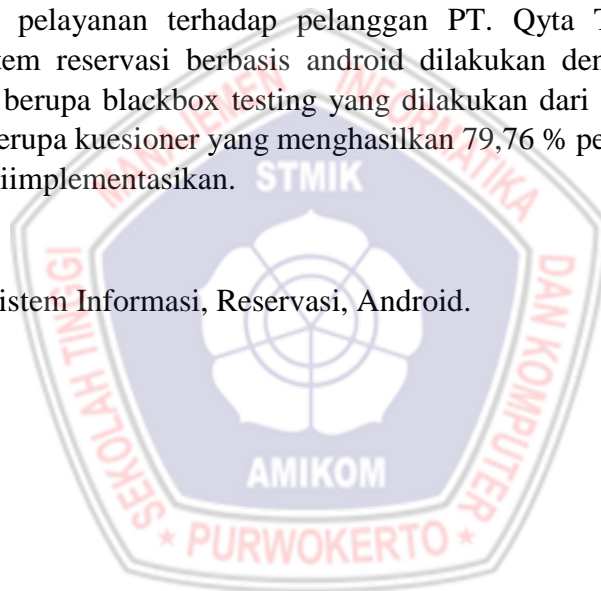 pelayanan terhadap pelanggan PT. Qyta T
tem reservasi berbasis android dilakukan den
berupa blackbox testing yang dilakukan dari
erupa kuesioner yang menghasilkan 79,76 % pe
iimplementasikan.
istem Informasi, Reservasi, Android.
SEKOLAH TINGGI MANAJEMEN INFORMATIKA DAN KOMPUTER
STMIK
AMIKOM
* PURWOKERTO *